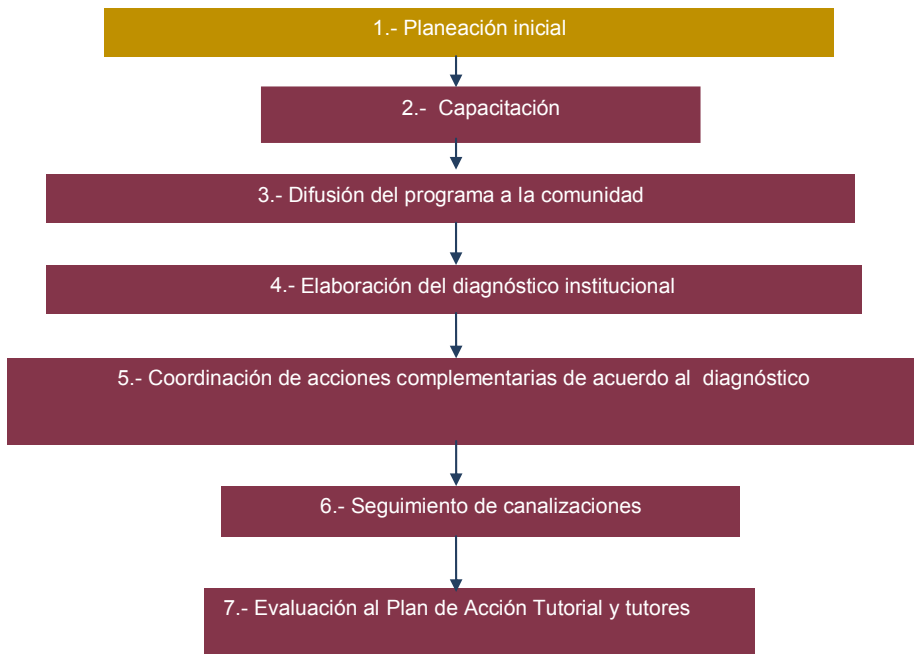 1.- Planeación inicial
2.- Capacitación
3.- Difusión del programa a la comunidad
4.- Elaboración del diagnóstico institucional
5.- Coordinación de acciones complementarias de acuerdo al diagnóstico
6.- Seguimiento de canalizaciones
7.- Evaluación al Plan de Acción Tutorial y tutores